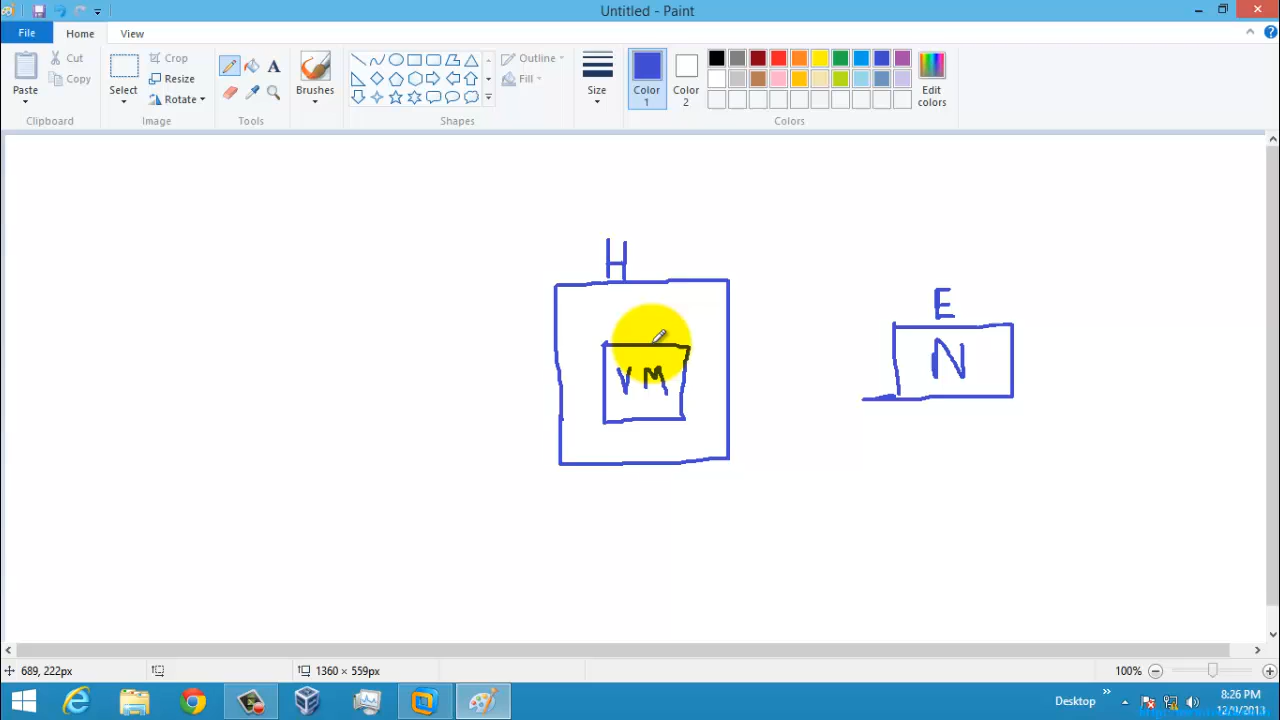 Untitled - Paint
File
Home
View
Cut
Copy
Paste
Clipboard
Select
Crop
Resize
Rotate
Image
Tools
Brushes
Outline
Fill
Shapes
Size
Color 1
Color 2
Edit colors
Colors
H
VM
E
N
689, 222px
1360 × 559px
100%
Desktop
8:26 PM